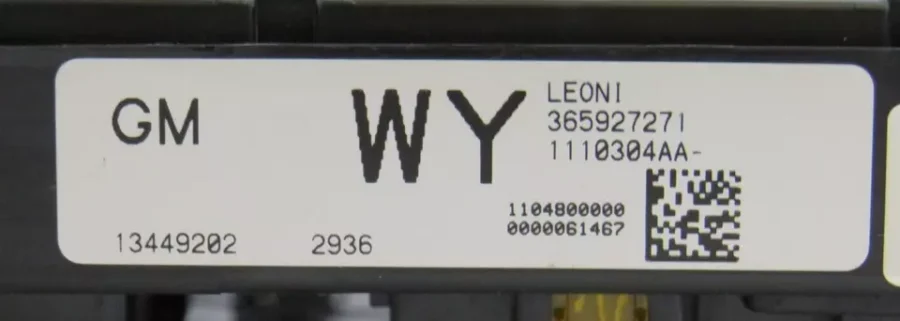 GM
WY
LEONI
365927271
1110304AA-
1104800000
0000061467
13449202
2936